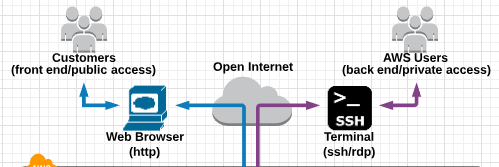 Customers
(front end/public access)
AWS Users
(back end/private access)
Open Internet
>_
SSH
Web Browser
(http)
Terminal
(ssh/rdp)